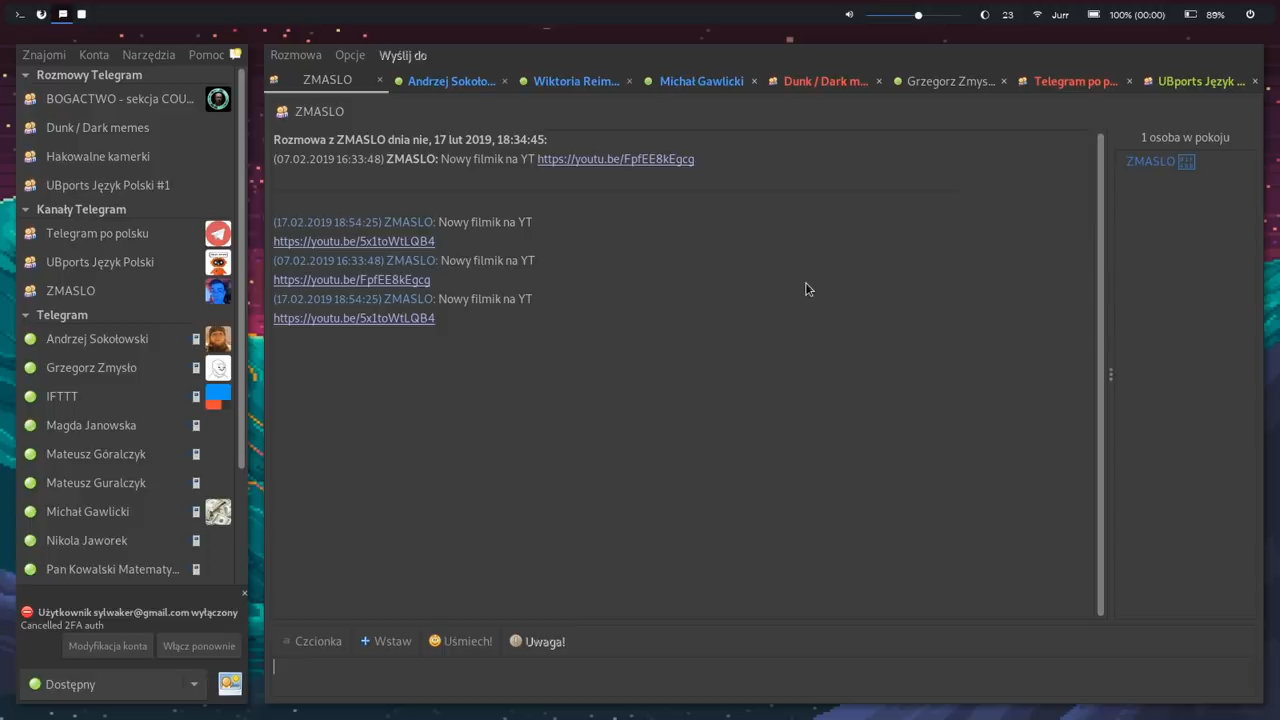 23
Jurr
100% (00:00)
89%
Znajomi Konta Narzędzia Pomoc
Rozmowy Telegram
BOGACTWO - sekcja COU...
Dunk / Dark memes
Hakowalne kamerki
UBports Język Polski #1
Kanały Telegram
Telegram po polsku
UBports Język Polski
ZMASLO
Telegram
Andrzej Sokołowski
Grzegorz Zmysło
IFTTT
Magda Janowska
Mateusz Góralczyk
Mateusz Guralczyk
Michał Gawlicki
Nikola Jaworek
Pan Kowalski Matematy...
Użytkownik sylwaker@gmail.com wyłączony
Cancelled 2FA auth
Modyfikacja konta Włącz ponownie
Dostępny
Rozmowa Opcje Wyślij do
ZMASLO Andrzej Sokoło... Wiktoria Reim... Michał Gawlicki Dunk / Dark m... Grzegorz Zmys... Telegram po p... UBports Język ...
ZMASLO
Rozmowa z ZMASLO dnia nie, 17 lut 2019, 18:34:45:
(07.02.2019 16:33:48) ZMASLO: Nowy filmik na YT https://youtu.be/FpfEE8kEgcg
(17.02.2019 18:54:25) ZMASLO: Nowy filmik na YT
https://youtu.be/5x1toWtLQB4
(07.02.2019 16:33:48) ZMASLO: Nowy filmik na YT
https://youtu.be/FpfEE8kEgcg
(17.02.2019 18:54:25) ZMASLO: Nowy filmik na YT
https://youtu.be/5x1toWtLQB4
1 osoba w pokoju
ZMASLO
Czcionka Wstaw Uśmiech! Uwaga!